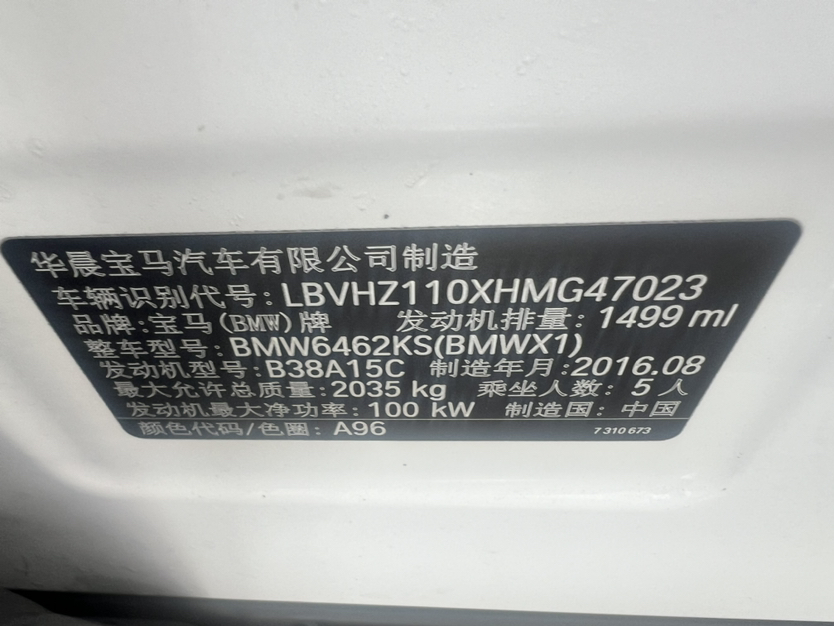 华晨宝马汽车有限公司制造
车辆识别代号：LBVHZ110XHMG47023
品牌：宝马(BMW)牌 发动机排量：1499 ml
整车型号：BMW6462KS(BMWX1)
发动机型号：B38A15C 制造年月：2016.08
最大允许总质量：2035 kg 乘坐人数：5 人
发动机最大净功率：100 kW 制造国：中国
颜色代码/色圈：A96 7 310 673